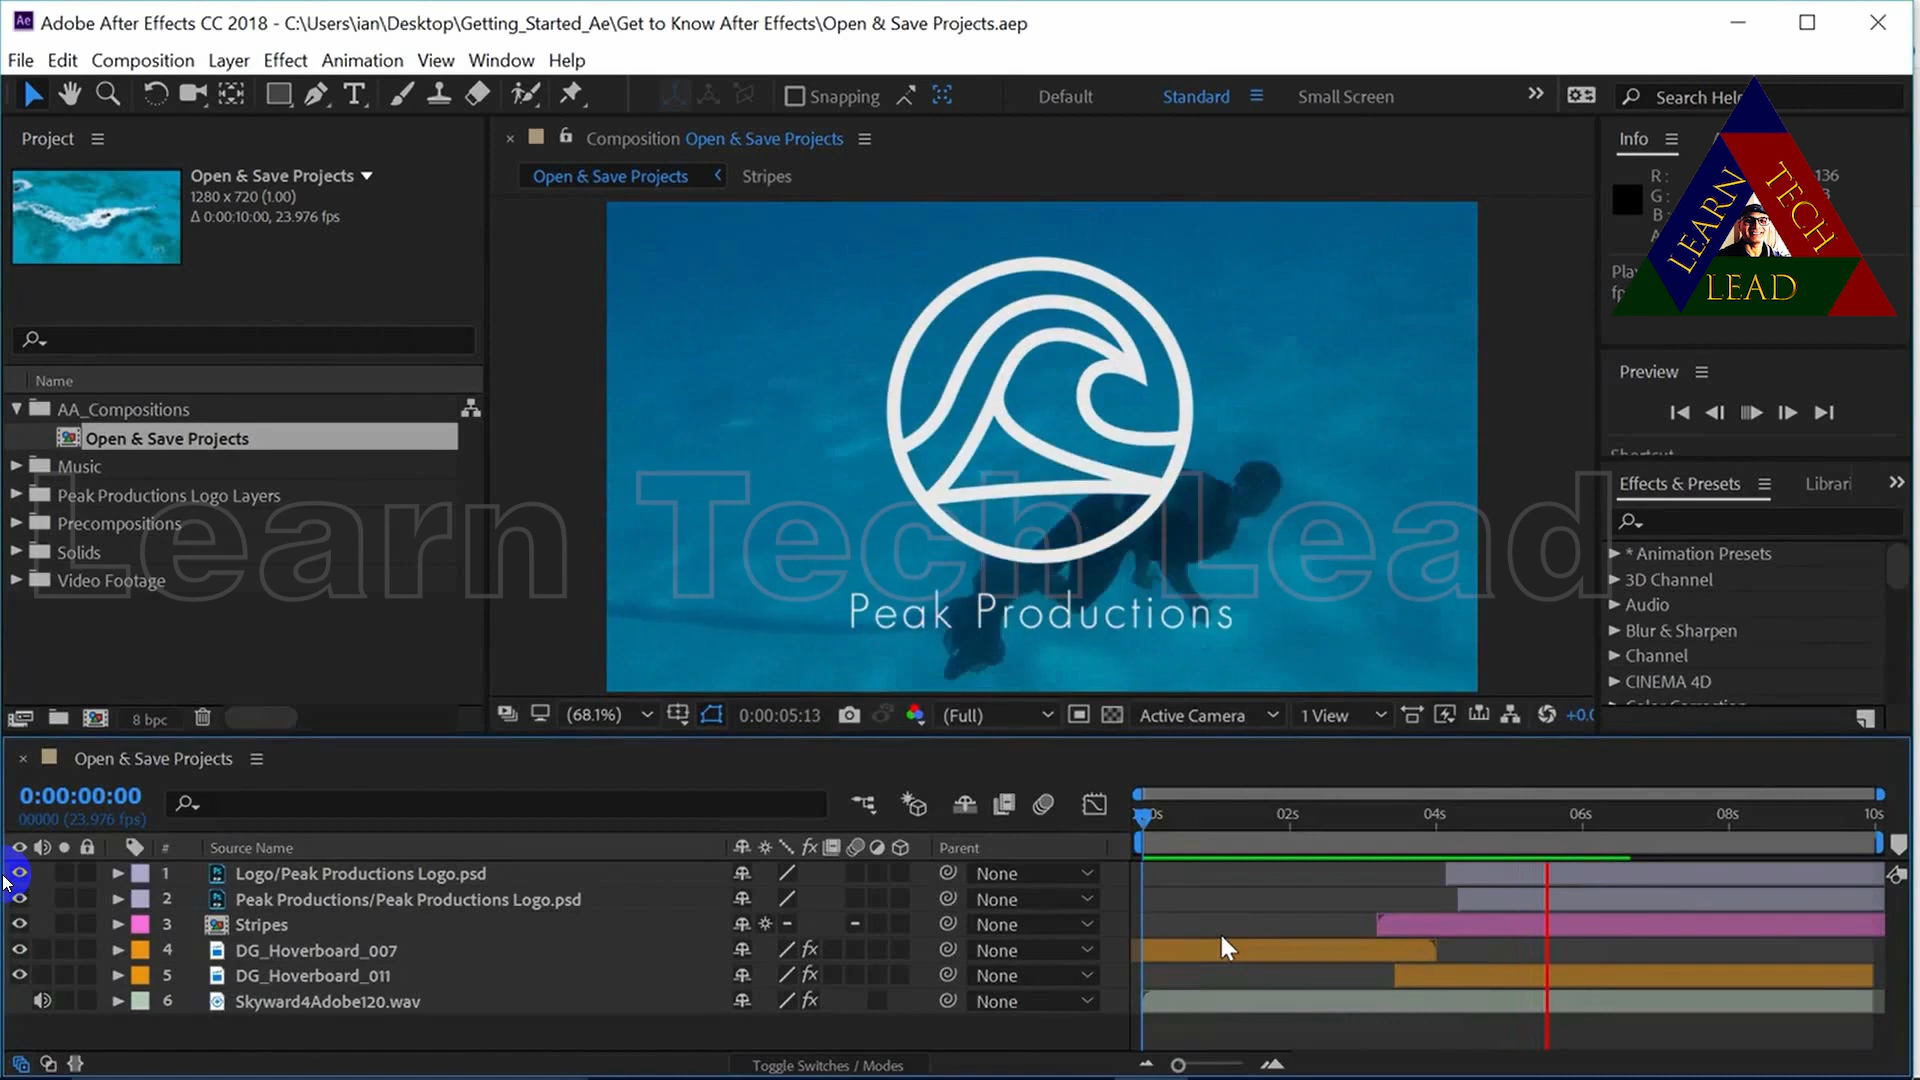 Adobe After Effects CC 2018 - C:\Users\ian\Desktop\Getting_Started_Ae\Get to Know After Effects\Open & Save Projects.aep
File Edit Composition Layer Effect Animation View Window Help
Snapping Default Standard Small Screen Search Help
Project
Open & Save Projects
1280 x 720 (1.00)
Δ 0:00:10:00, 23.976 fps
Name
AA_Compositions
Open & Save Projects
Music
Peak Productions Logo Layers
Precompositions
Solids
Video Footage
8 bpc
Composition Open & Save Projects
Open & Save Projects Stripes
Peak Productions
Learn Tech Lead
(68.1%) 0:00:05:13 (Full) Active Camera 1 View +0.0
Info
R :
G :
B :
136
LEARN
TECH
LEAD
Preview
Effects & Presets Librari
* Animation Presets
3D Channel
Audio
Blur & Sharpen
Channel
CINEMA 4D
Open & Save Projects
0:00:00:00
00000 (23.976 fps)
02s 04s 06s 08s 10s
# Source Name Parent
1 Logo/Peak Productions Logo.psd None
2 Peak Productions/Peak Productions Logo.psd None
3 Stripes None
4 DG_Hoverboard_007 fx None
5 DG_Hoverboard_011 fx None
6 Skyward4Adobe120.wav fx None
Toggle Switches / Modes